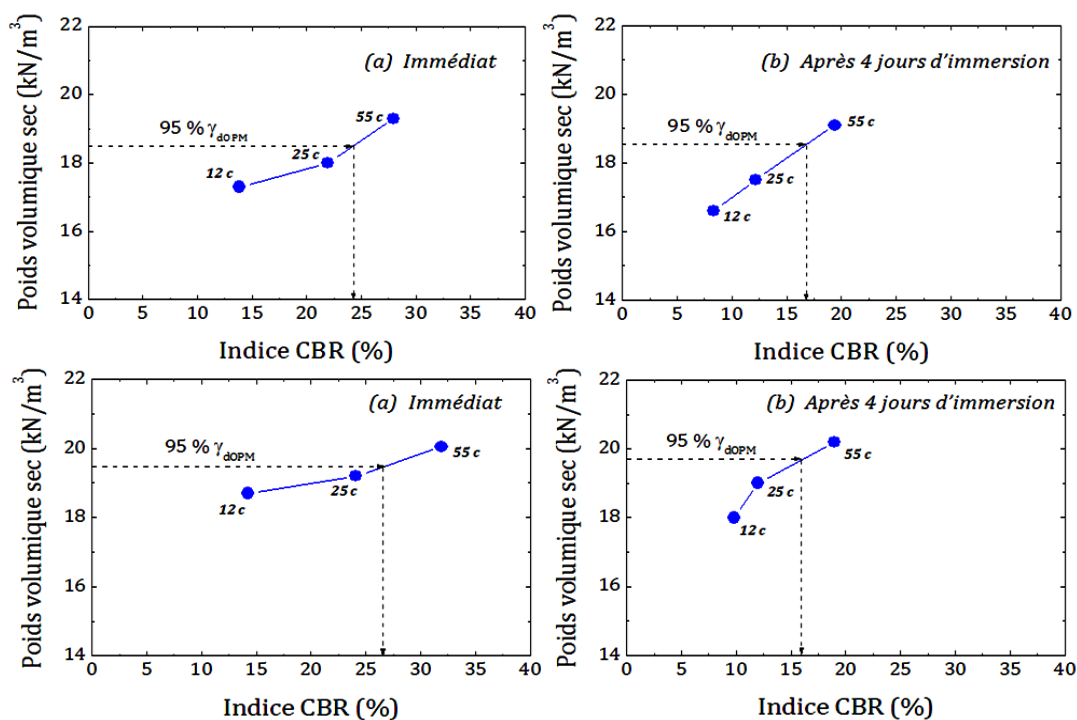 Poids volumique sec (kN/m³)
22
20
18
16
14
(a) Immédiat
95 % γdOPM
12 c
25 c
55 c
0 5 10 15 20 25 30 35 40
Indice CBR (%)
Poids volumique sec (kN/m³)
22
20
18
16
14
(b) Après 4 jours d'immersion
95 % γdOPM
12 c
25 c
55 c
0 5 10 15 20 25 30 35 40
Indice CBR (%)
Poids volumique sec (kN/m³)
22
20
18
16
14
(a) Immédiat
95 % γdOPM
12 c
25 c
55 c
0 5 10 15 20 25 30 35 40
Indice CBR (%)
Poids volumique sec (kN/m³)
22
20
18
16
14
(b) Après 4 jours d'immersion
95 % γdOPM
12 c
25 c
55 c
0 5 10 15 20 25 30 35 40
Indice CBR (%)